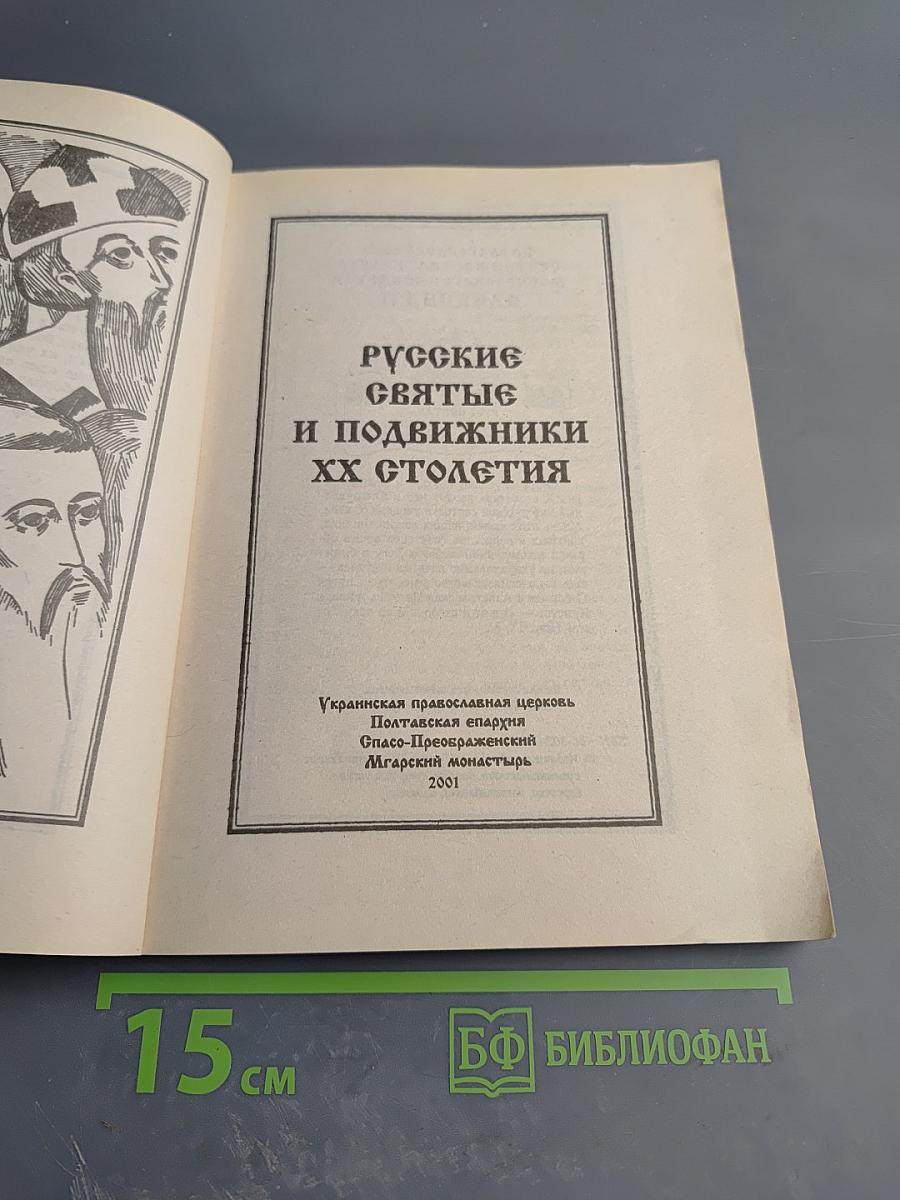 РУССКИЕ
СВЯТЫЕ
И ПОДВИЖНИКИ
XX СТОЛЕТИЯ
Украинская православная церковь
Полтавская епархия
Спасо-Преображенский
Мгарский монастырь
2001
15 см
БФ БИБЛИОФАН